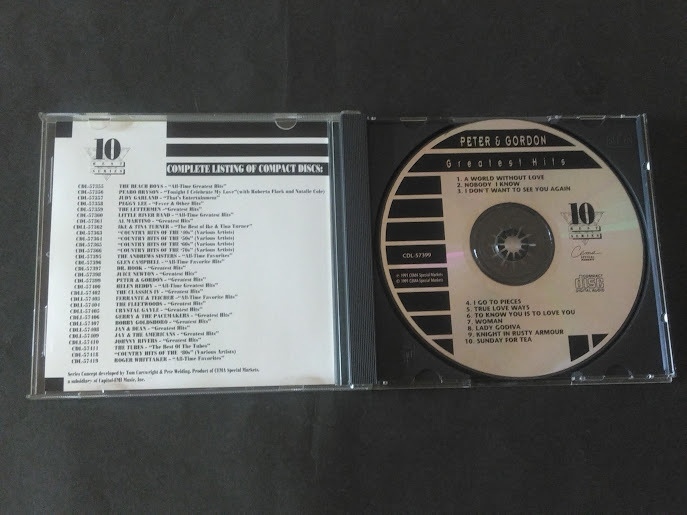 10
BEST
SERIES
COMPLETE LISTING OF COMPACT DISCS:
CDL-57355 THE BEACH BOYS - "All-Time Greatest Hits"
CDL-57356 PEABO BRYSON - "Tonight I Celebrate My Love" (with Roberta Flack and Natalie Cole)
CDL-57357 JUDY GARLAND - "That's Entertainment"
CDL-57358 PEGGY LEE - "Fever & Other Hits"
CDL-57359 THE LETTERMEN - "Greatest Hits"
CDL-57360 LITTLE RIVER BAND - "All-Time Greatest Hits"
CDL-57361 AL MARTINO - "Greatest Hits"
CDL-57362 IKE & TINA TURNER - "The Best of Ike & Tina Turner"
CDL-57363 "COUNTRY HITS OF THE '50s" (Various Artists)
CDL-57364 "COUNTRY HITS OF THE '60s" (Various Artists)
CDL-57365 "COUNTRY HITS OF THE '60s" (Various Artists)
CDL-57366 "COUNTRY HITS OF THE '70s" (Various Artists)
CDL-57395 THE ANDREWS SISTERS - "All-Time Favorites"
CDL-57396 GLEN CAMPBELL - "All-Time Favorite Hits"
CDL-57397 DR. HOOK - "Greatest Hits"
CDL-57398 JUICE NEWTON - "Greatest Hits"
CDL-57399 PETER & GORDON - "Greatest Hits"
CDL-57400 HELEN REDDY - "All-Time Greatest Hits"
CDL-57402 THE CLASSICS IV - "Greatest Hits"
CDL-57403 FERRANTE & TEICHER - "All-Time Favorite Hits"
CDL-57404 THE FLEETWOODS - "Greatest Hits"
CDL-57405 CRYSTAL GAYLE - "Greatest Hits"
CDL-57406 GERRY & THE PACEMAKERS - "Greatest Hits"
CDL-57407 BOBBY GOLDSBORO - "Greatest Hits"
CDL-57408 JAN & DEAN - "Greatest Hits"
CDL-57409 JAY & THE AMERICANS - "Greatest Hits"
CDL-57410 JOHNNY RIVERS - "Greatest Hits"
CDL-57411 THE TUBES - "The Best Of The Tubes"
CDL-57418 "COUNTRY HITS OF THE '80s" (Various Artists)
CDL-57419 ROGER WHITTAKER - "All-Time Favorites"
Series Concept developed by Tom Cartwright & Pete Welding. Product of CEMA Special Markets,
a subsidiary of Capitol-EMI Music, Inc.
PETER & GORDON
Greatest Hits
1. A WORLD WITHOUT LOVE
2. NOBODY I KNOW
3. I DON'T WANT TO SEE YOU AGAIN
10
BEST
SERIES
CDL-57399
Cema
SPECIAL
MARKETS
℗ 1991 CEMA Special Markets
© 1991 CEMA Special Markets
COMPACT
disc
DIGITAL AUDIO
4. I GO TO PIECES
5. TRUE LOVE WAYS
6. TO KNOW YOU IS TO LOVE YOU
7. WOMAN
8. LADY GODIVA
9. KNIGHT IN RUSTY ARMOUR
10. SUNDAY FOR TEA